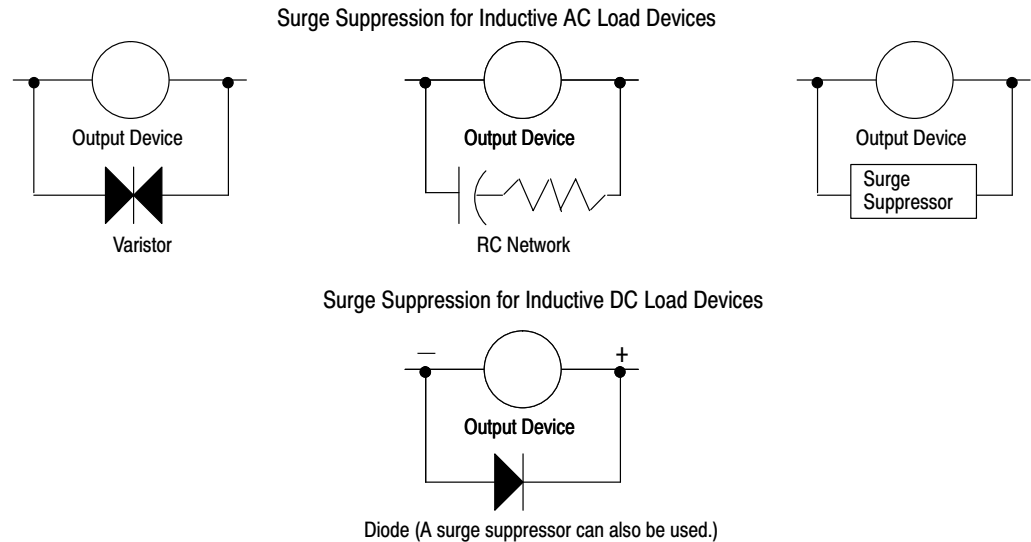 Surge Suppression for Inductive AC Load Devices
Output Device
Output Device
Output Device
Surge
Suppressor
Varistor
RC Network
Surge Suppression for Inductive DC Load Devices
— +
Output Device
Diode (A surge suppressor can also be used.)